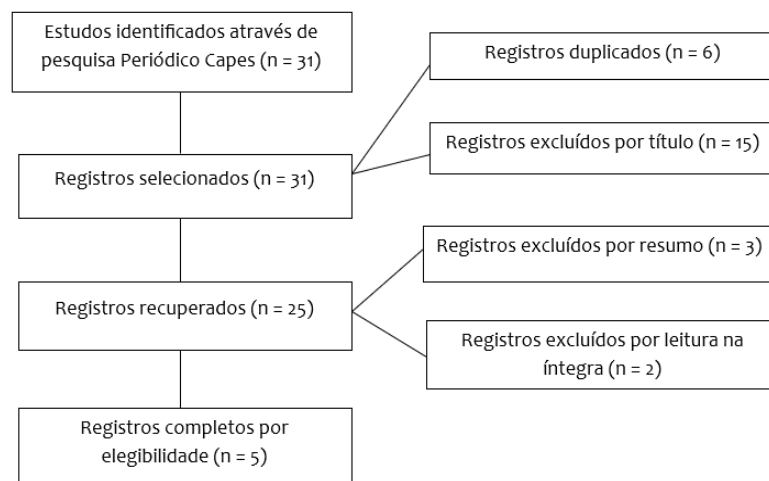 Estudos identificados através de
pesquisa Periódico Capes (n = 31)
Registros duplicados (n = 6)
Registros excluídos por título (n = 15)
Registros selecionados (n = 31)
Registros excluídos por resumo (n = 3)
Registros recuperados (n = 25)
Registros excluídos por leitura na
íntegra (n = 2)
Registros completos por
elegibilidade (n = 5)